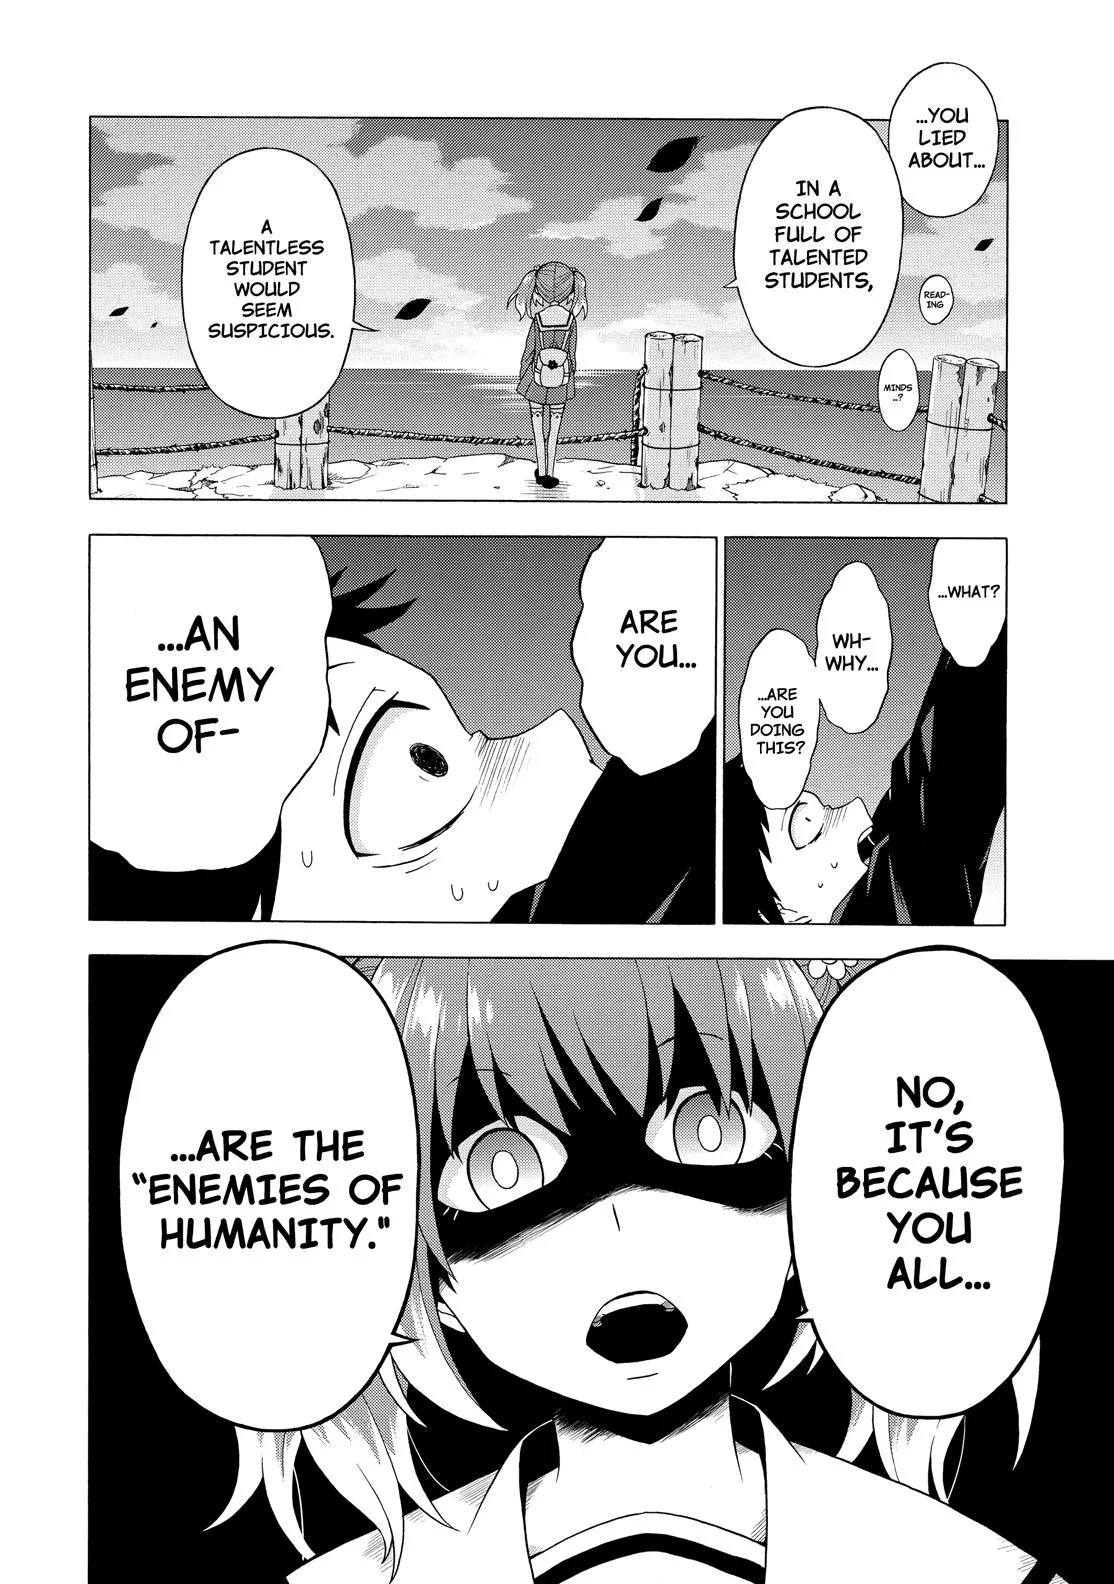 ...YOU
LIED
ABOUT...
READ-
ING
MINDS
...?
IN A
SCHOOL
FULL OF
TALENTED
STUDENTS,
A
TALENTLESS
STUDENT
WOULD
SEEM
SUSPICIOUS.
...WHAT?
WH-
WHY...
...ARE
YOU
DOING
THIS?
ARE
YOU...
...AN
ENEMY
OF-
NO,
IT'S
BECAUSE
YOU
ALL...
...ARE THE
"ENEMIES OF
HUMANITY."